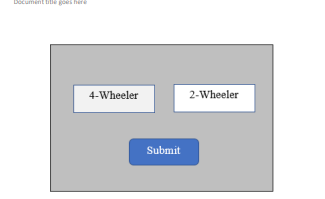 Document title goes here
4-Wheeler
2-Wheeler
Submit